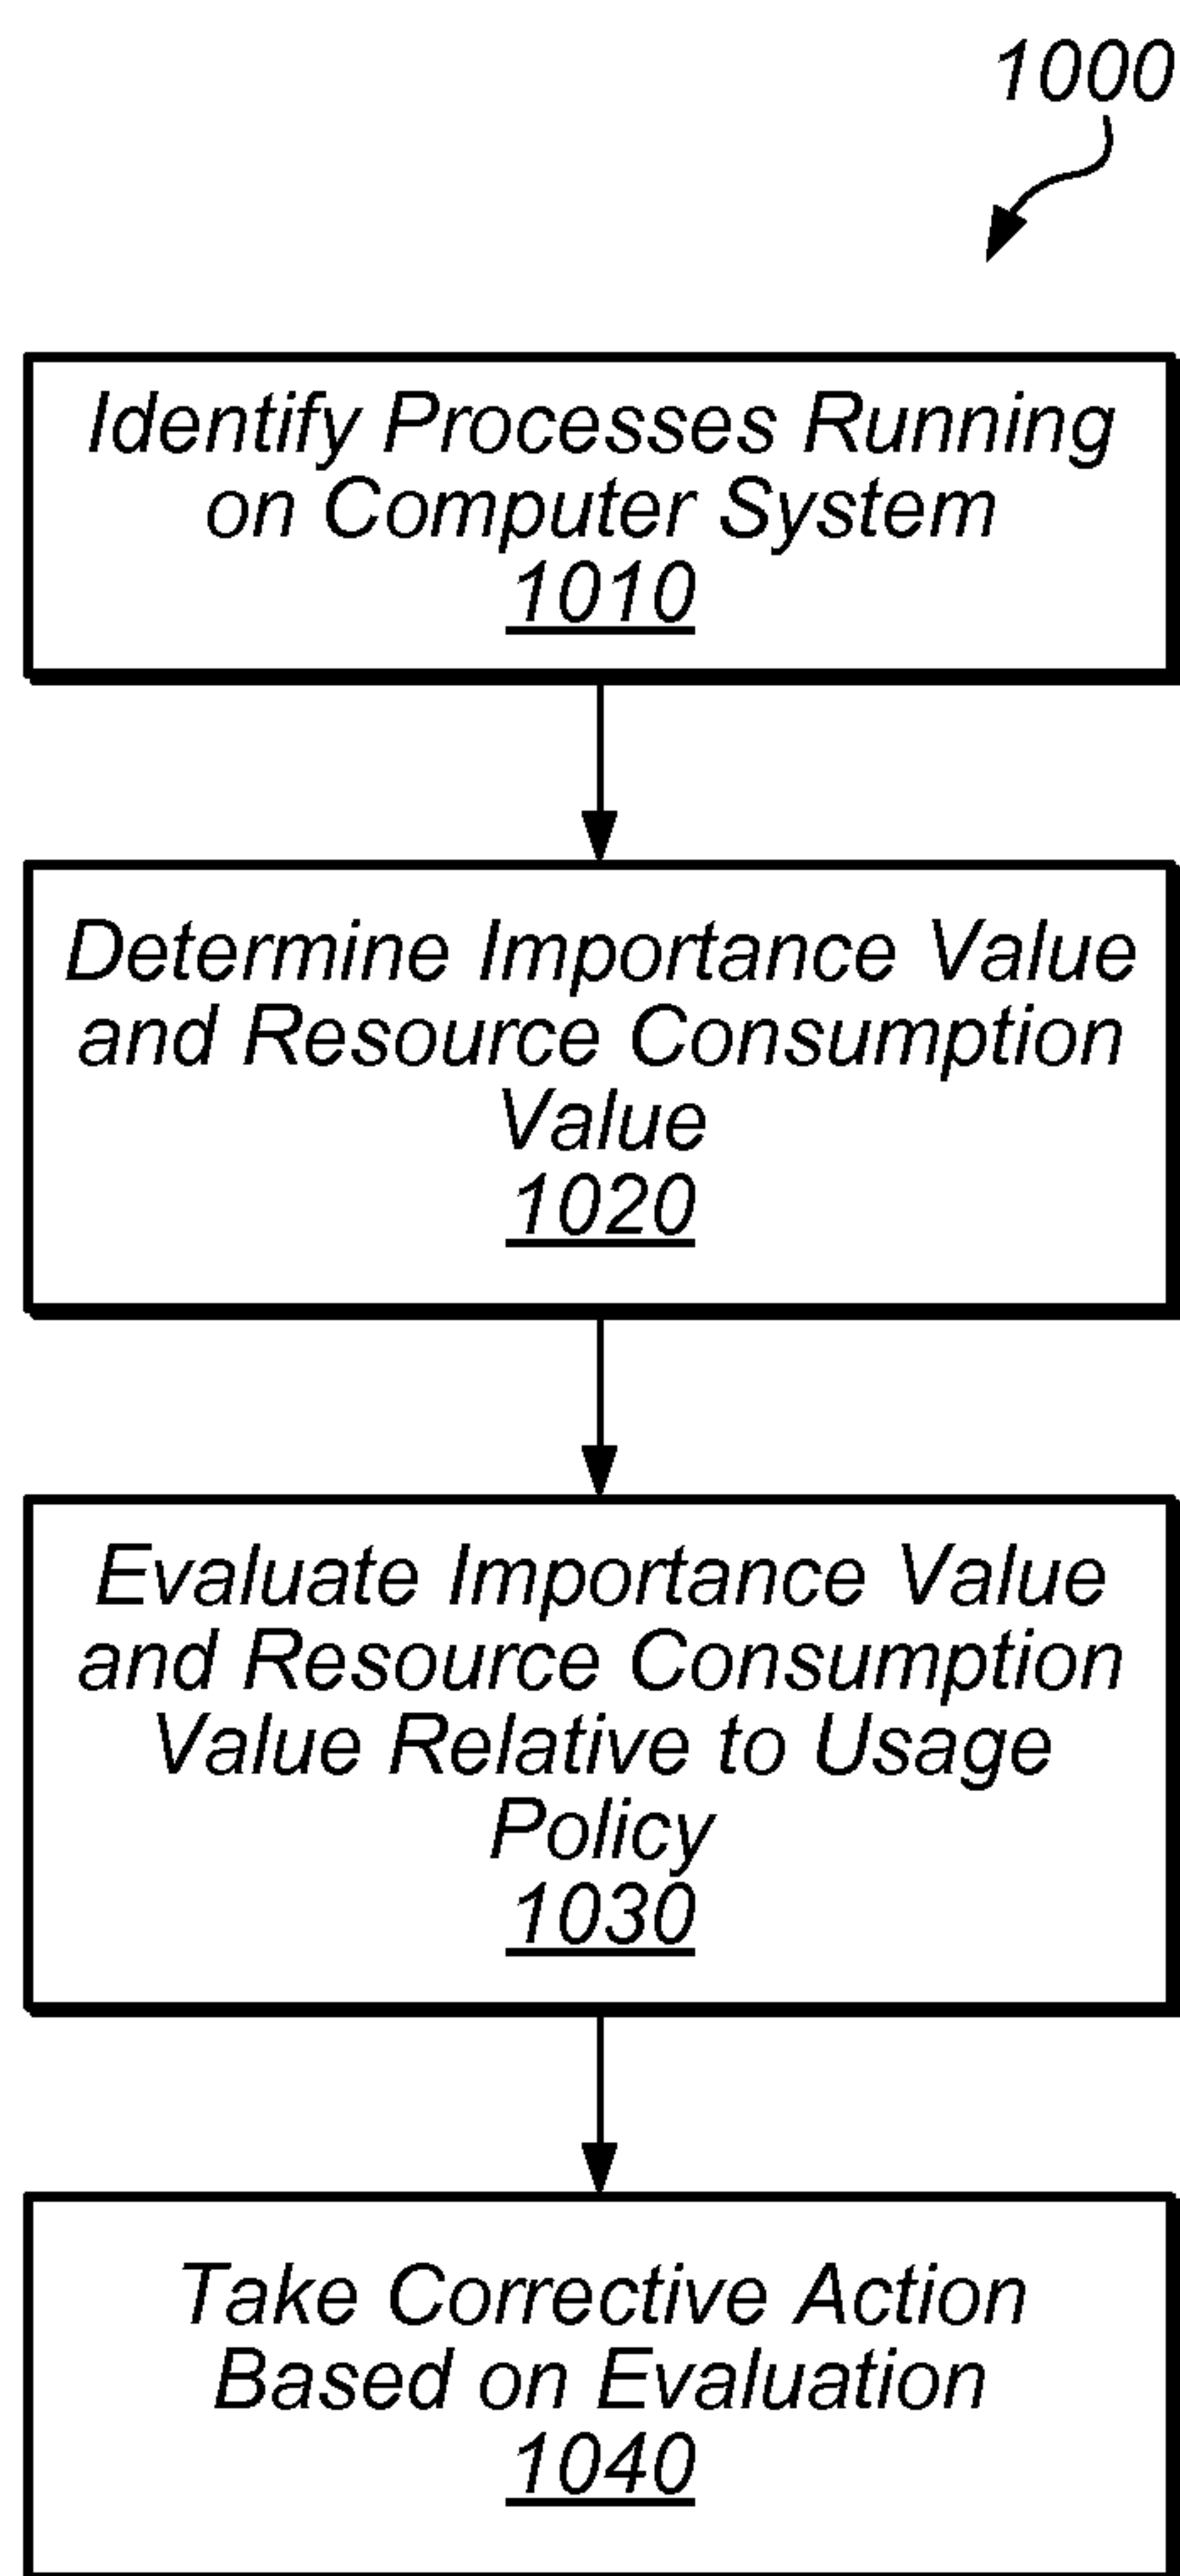 1000
Identify Processes Running
on Computer System
1010
Determine Importance Value
and Resource Consumption
Value
1020
Evaluate Importance Value
and Resource Consumption
Value Relative to Usage
Policy
1030
Take Corrective Action
Based on Evaluation
1040